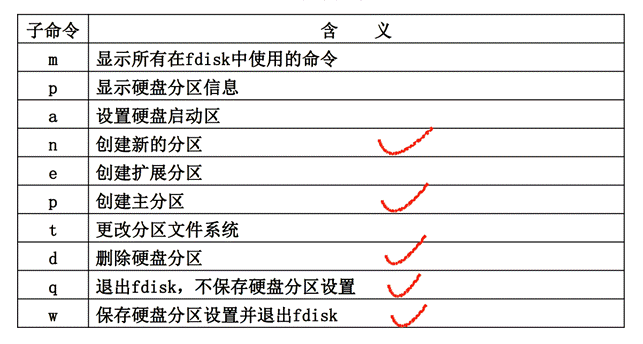 子命令 含 义
m 显示所有在fdisk中使用的命令
p 显示硬盘分区信息
a 设置硬盘启动区
n 创建新的分区
e 创建扩展分区
p 创建主分区
t 更改分区文件系统
d 删除硬盘分区
q 退出fdisk，不保存硬盘分区设置
w 保存硬盘分区设置并退出fdisk